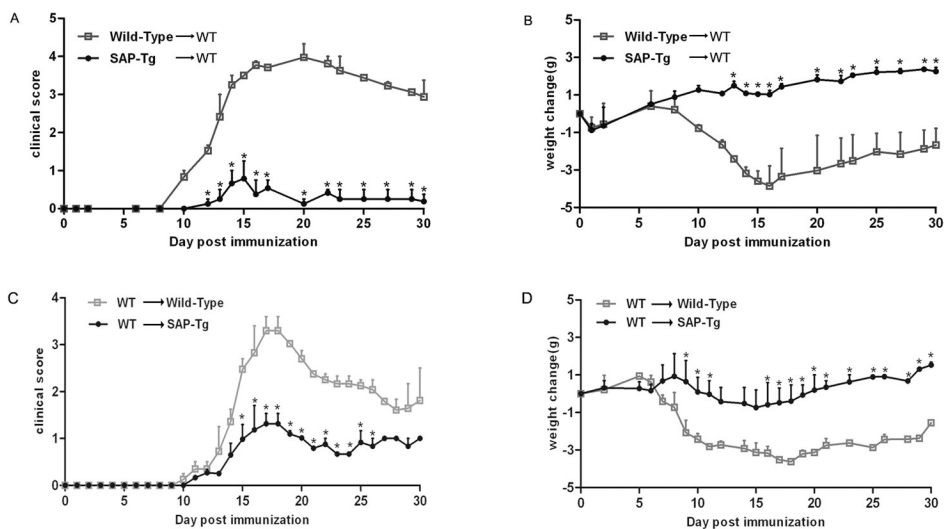 A
Wild-Type → WT
SAP-Tg → WT
clinical score
4
3
2
1
0
0 5 10 15 20 25 30
Day post immunization
* * * * * * * * * * * *
B
Wild-Type → WT
SAP-Tg → WT
weight change(g)
5
3
1
-1
-3
-5
0 5 10 15 20 25 30
Day post immunization
* * * * * * * * * * * *
C
WT → Wild-Type
WT → SAP-Tg
clinical score
4
3
2
1
0
0 5 10 15 20 25 30
Day post immunization
* * * * * * * * * * * *
D
WT → Wild-Type
WT → SAP-Tg
weight change(g)
5
3
1
-1
-3
-5
0 5 10 15 20 25 30
Day post immunization
* * * * * * * * * * * * * * *